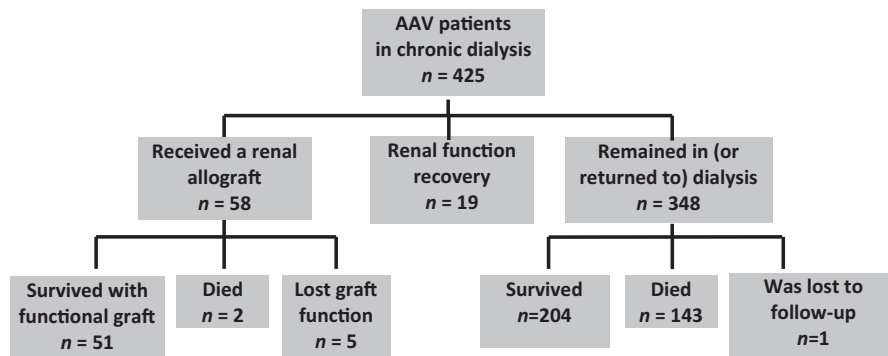 AAV patients
in chronic dialysis
n = 425
Received a renal
allograft
n = 58
Renal function
recovery
n = 19
Remained in (or
returned to) dialysis
n = 348
Survived with
functional graft
n = 51
Died
n = 2
Lost graft
function
n = 5
Survived
n=204
Died
n = 143
Was lost to
follow-up
n=1